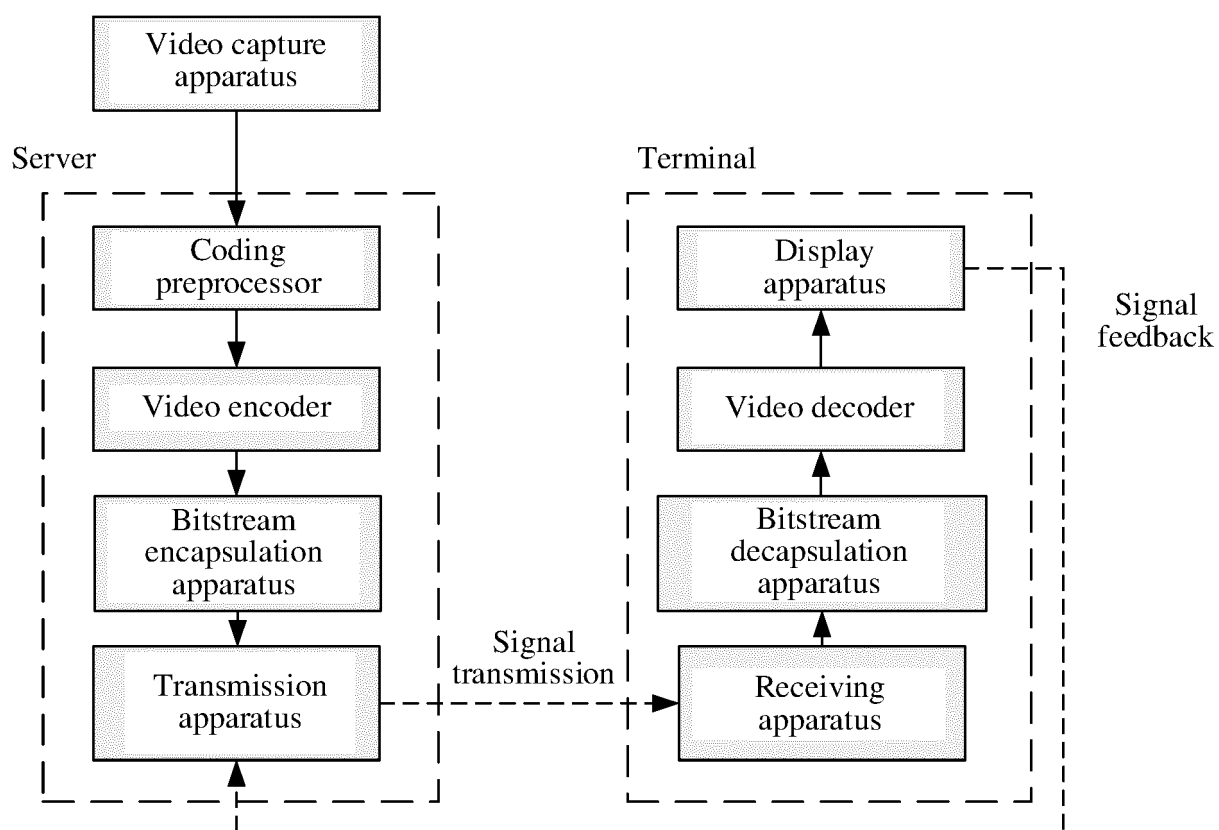 Video capture
apparatus
Server
Coding
preprocessor
Video encoder
Bitstream
encapsulation
apparatus
Transmission
apparatus
Signal
transmission
Terminal
Display
apparatus
Video decoder
Bitstream
decapsulation
apparatus
Receiving
apparatus
Signal
feedback